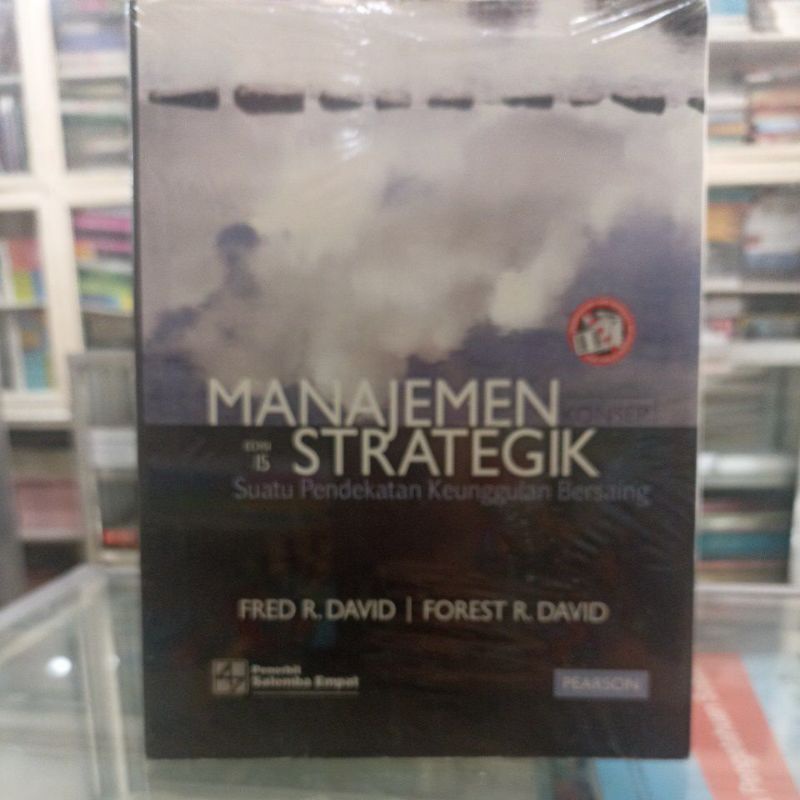 MANAJEMEN KONSEP
EDISI 15 STRATEGIK
Suatu Pendekatan Keunggulan Bersaing
FRED R. DAVID | FOREST R. DAVID
Penerbit
Salemba Empat
PEARSON